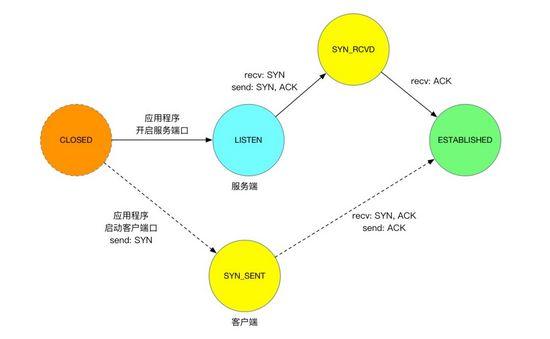 SYN_RCVD
recv: SYN
send: SYN, ACK
recv: ACK
应用程序
开启服务端口
CLOSED
LISTEN
ESTABLISHED
服务端
应用程序
启动客户端口
send: SYN
recv: SYN, ACK
send: ACK
SYN_SENT
客户端